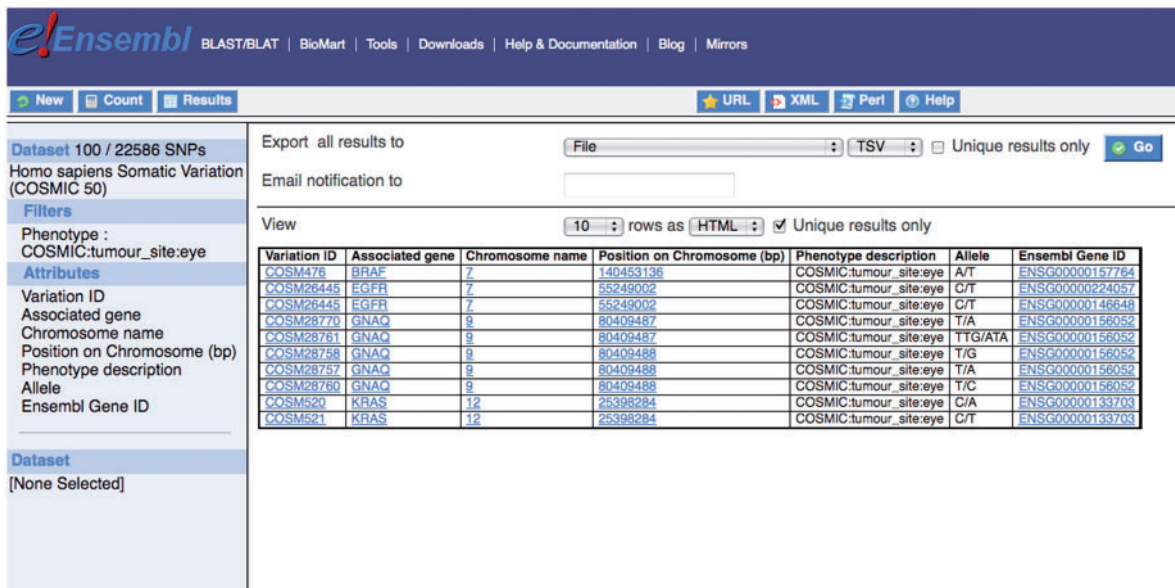 e!Ensembl BLAST/BLAT | BioMart | Tools | Downloads | Help & Documentation | Blog | Mirrors
New Count Results URL XML Perl Help
Dataset 100 / 22586 SNPs
Homo sapiens Somatic Variation
(COSMIC 50)
Filters
Phenotype :
COSMIC:tumour_site:eye
Attributes
Variation ID
Associated gene
Chromosome name
Position on Chromosome (bp)
Phenotype description
Allele
Ensembl Gene ID
Dataset
[None Selected]
Export all results to File TSV Unique results only Go
Email notification to
View 10 rows as HTML Unique results only
Variation ID Associated gene Chromosome name Position on Chromosome (bp) Phenotype description Allele Ensembl Gene ID
COSM476 BRAF 7 140453136 COSMIC:tumour_site:eye A/T ENSG00000157764
COSM26445 EGFR 7 55249002 COSMIC:tumour_site:eye C/T ENSG00000224057
COSM26445 EGFR 7 55249002 COSMIC:tumour_site:eye C/T ENSG00000146648
COSM28770 GNAQ 9 80409487 COSMIC:tumour_site:eye T/A ENSG00000156052
COSM28761 GNAQ 9 80409487 COSMIC:tumour_site:eye TTG/ATA ENSG00000156052
COSM28758 GNAQ 9 80409488 COSMIC:tumour_site:eye T/G ENSG00000156052
COSM28757 GNAQ 9 80409488 COSMIC:tumour_site:eye T/A ENSG00000156052
COSM28760 GNAQ 9 80409488 COSMIC:tumour_site:eye T/C ENSG00000156052
COSM520 KRAS 12 25398284 COSMIC:tumour_site:eye C/A ENSG00000133703
COSM521 KRAS 12 25398284 COSMIC:tumour_site:eye C/T ENSG00000133703